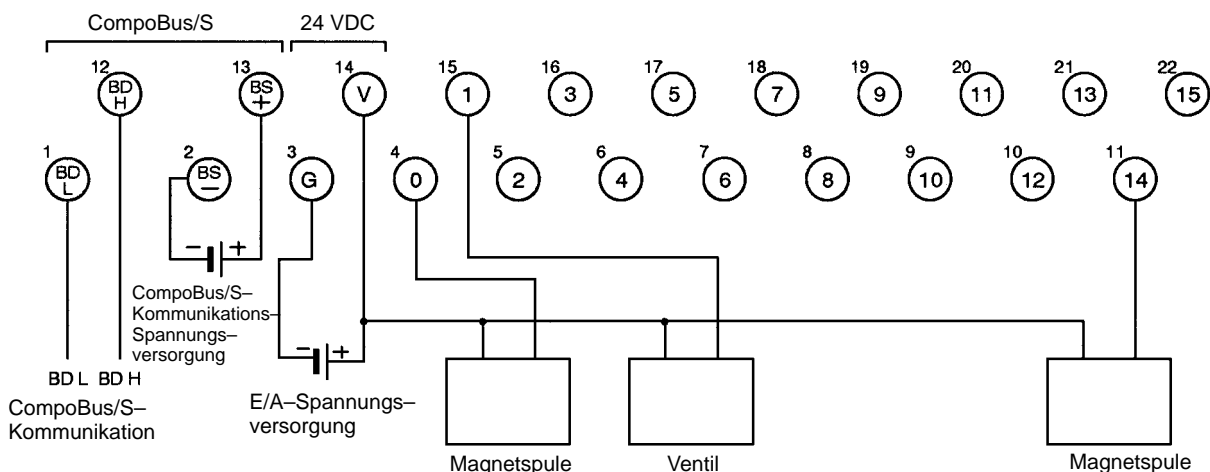 CompoBus/S 24 VDC
12 13 14 15 16 17 18 19 20 21 22
BD H BS + V 1 3 5 7 9 11 13 15
1 2 3 4 5 6 7 8 9 10 11
BD L BS – G 0 2 4 6 8 10 12 14
– +
CompoBus/S–
Kommunikations–
Spannungs–
versorgung
– +
BD L BD H
CompoBus/S–
Kommunikation
E/A–Spannungs–
versorgung
Magnetspule Ventil Magnetspule